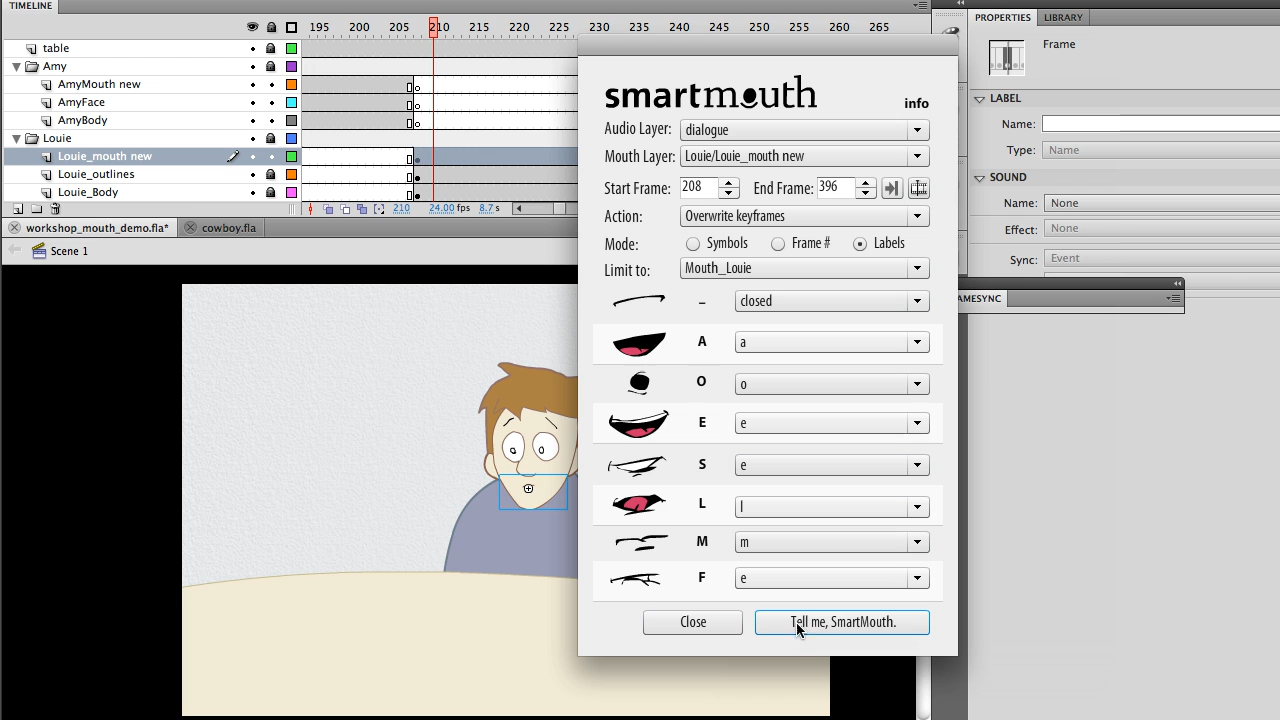 TIMELINE
195 200 205 210 215 220 225 230 235 240 245 250 255 260 265
table
Amy
AmyMouth new
AmyFace
AmyBody
Louie
Louie_mouth new
Louie_outlines
Louie_Body
210 24.00 fps 8.7 s
workshop_mouth_demo.fla* cowboy.fla
Scene 1
smartmouth
info
Audio Layer: dialogue
Mouth Layer: Louie/Louie_mouth new
Start Frame: 208 End Frame: 396
Action: Overwrite keyframes
Mode: Symbols Frame # Labels
Limit to: Mouth_Louie
– closed
A a
O o
E e
S e
L l
M m
F e
Close Tell me, SmartMouth.
PROPERTIES LIBRARY
Frame
LABEL
Name:
Type: Name
SOUND
Name: None
Effect: None
Sync: Event
AMESYNC